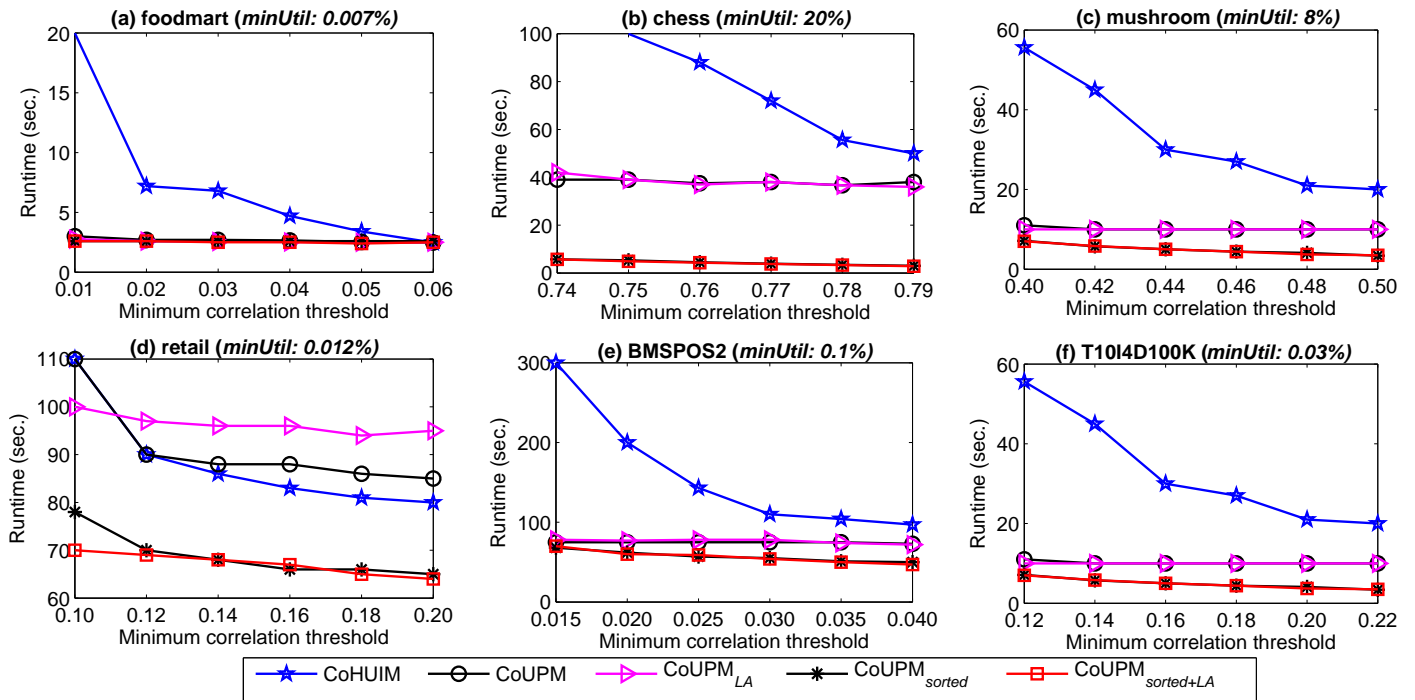 (a) foodmart (minUtil: 0.007%)
Runtime (sec.)
20
15
10
5
0
0.01 0.02 0.03 0.04 0.05 0.06
Minimum correlation threshold
(b) chess (minUtil: 20%)
Runtime (sec.)
100
80
60
40
20
0
0.74 0.75 0.76 0.77 0.78 0.79
Minimum correlation threshold
(c) mushroom (minUtil: 8%)
Runtime (sec.)
60
40
20
0
0.40 0.42 0.44 0.46 0.48 0.50
Minimum correlation threshold
(d) retail (minUtil: 0.012%)
Runtime (sec.)
110
100
90
80
70
60
0.10 0.12 0.14 0.16 0.18 0.20
Minimum correlation threshold
(e) BMSPOS2 (minUtil: 0.1%)
Runtime (sec.)
300
200
100
0
0.015 0.020 0.025 0.030 0.035 0.040
Minimum correlation threshold
(f) T10I4D100K (minUtil: 0.03%)
Runtime (sec.)
60
40
20
0
0.12 0.14 0.16 0.18 0.20 0.22
Minimum correlation threshold
CoHUIM CoUPM CoUPM LA CoUPM sorted CoUPM sorted+LA